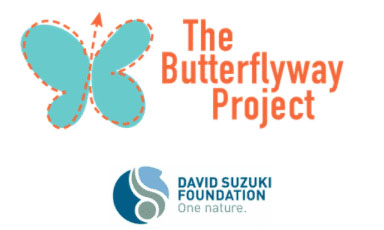 The
Butterflyway
Project
DAVID SUZUKI
FOUNDATION
One nature.